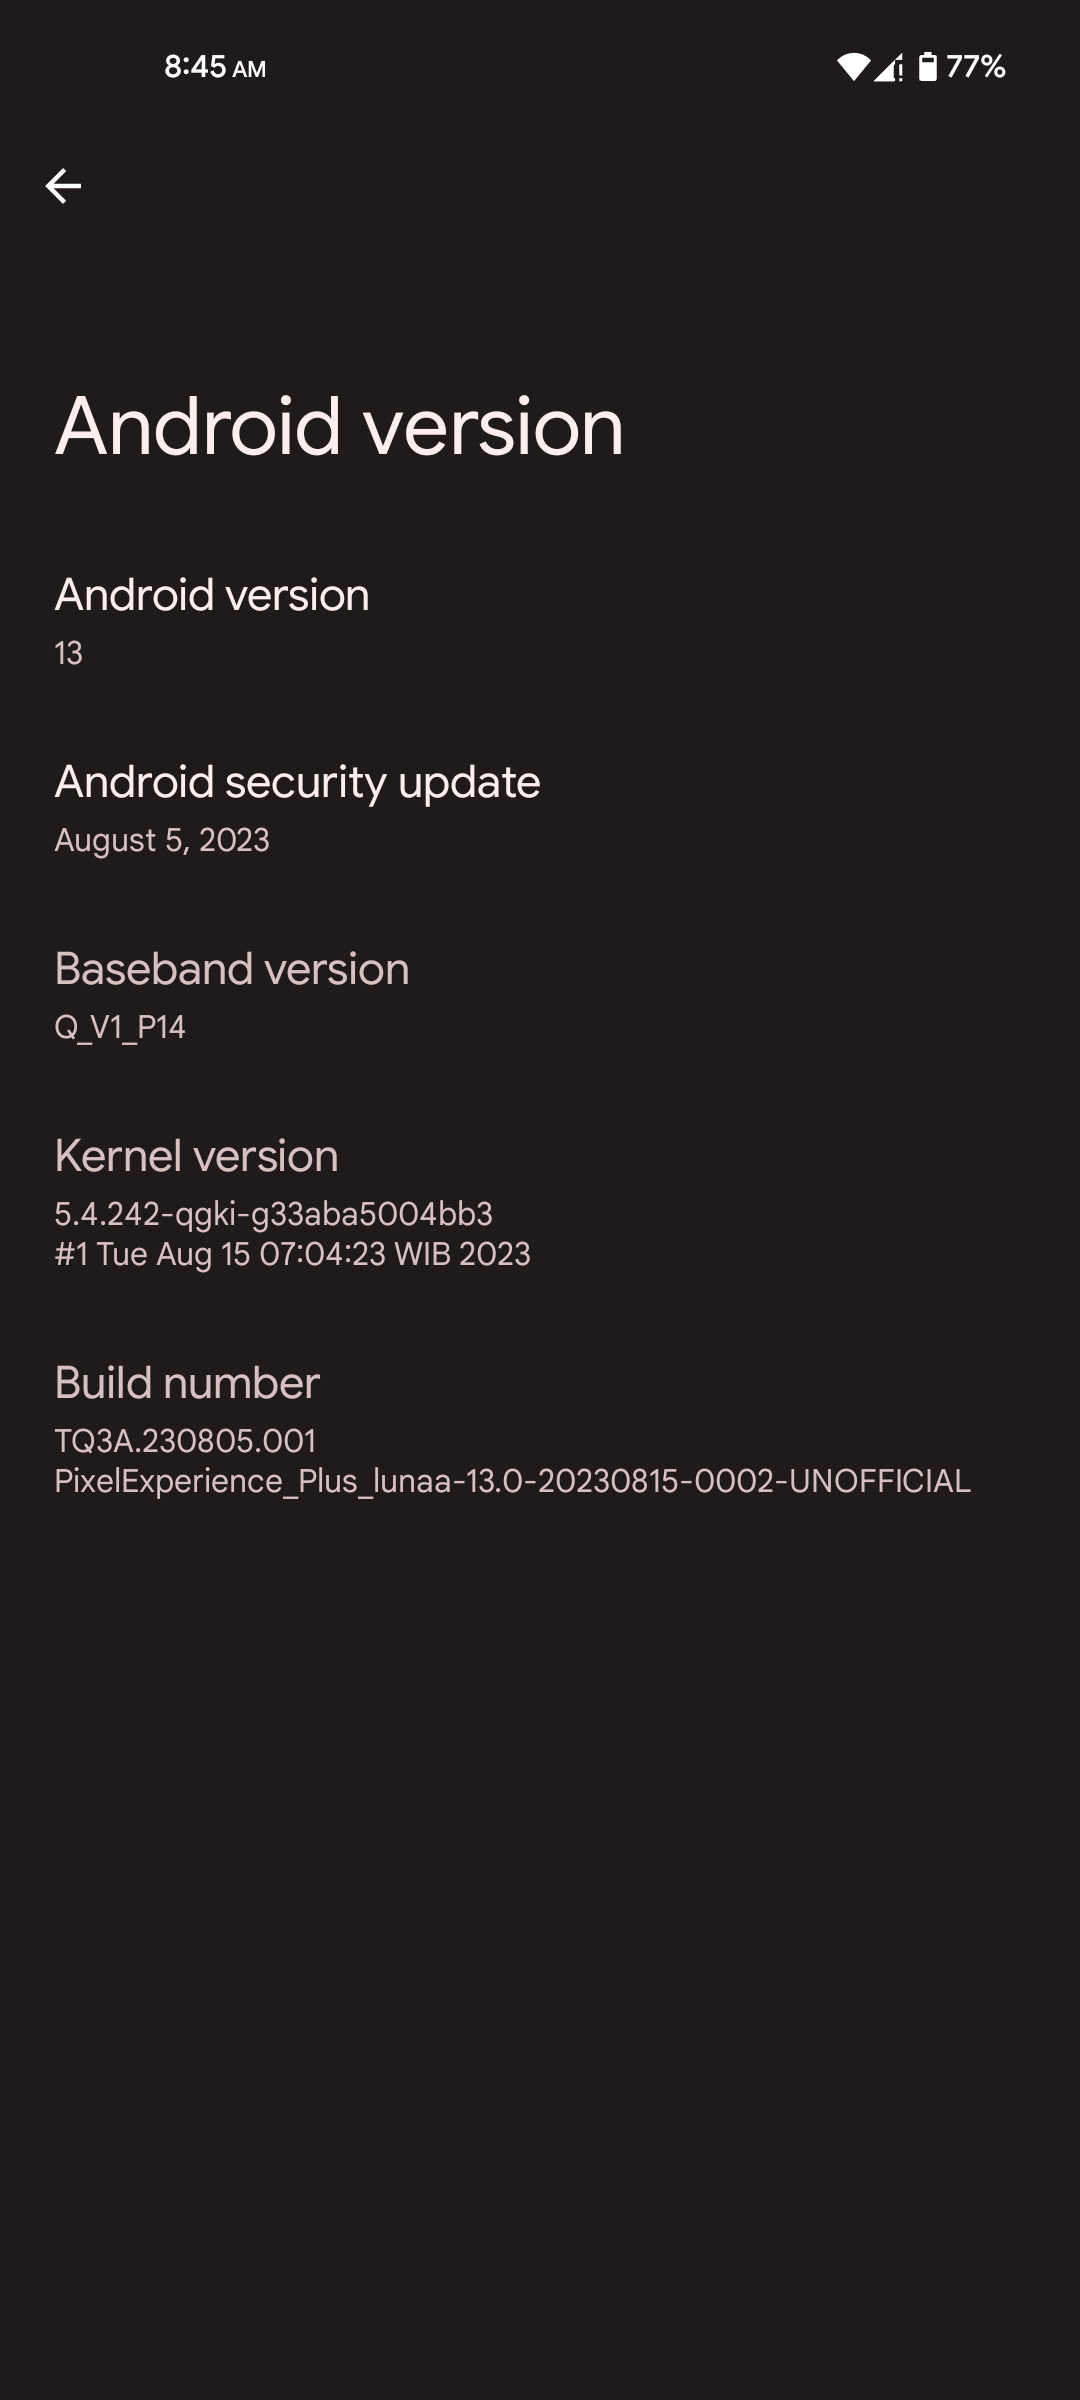 8:45 AM
77%
Android version
Android version
13
Android security update
August 5, 2023
Baseband version
Q_V1_P14
Kernel version
5.4.242-qgki-g33aba5004bb3
#1 Tue Aug 15 07:04:23 WIB 2023
Build number
TQ3A.230805.001
PixelExperience_Plus_lunaa-13.0-20230815-0002-UNOFFICIAL